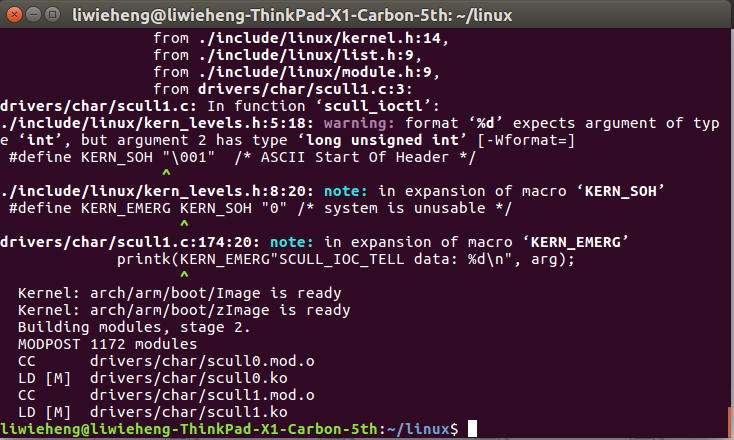 liwieheng@liwieheng-ThinkPad-X1-Carbon-5th: ~/linux
from ./include/linux/kernel.h:14,
from ./include/linux/list.h:9,
from ./include/linux/module.h:9,
from drivers/char/scull1.c:3:
drivers/char/scull1.c: In function ‘scull_ioctl’:
./include/linux/kern_levels.h:5:18: warning: format ‘%d’ expects argument of typ
e ‘int’, but argument 2 has type ‘long unsigned int’ [-Wformat=]
#define KERN_SOH "\001" /* ASCII Start Of Header */
^
./include/linux/kern_levels.h:8:20: note: in expansion of macro ‘KERN_SOH’
#define KERN_EMERG KERN_SOH "0" /* system is unusable */
^
drivers/char/scull1.c:174:20: note: in expansion of macro ‘KERN_EMERG’
printk(KERN_EMERG"SCULL_IOC_TELL data: %d\n", arg);
^
Kernel: arch/arm/boot/Image is ready
Kernel: arch/arm/boot/zImage is ready
Building modules, stage 2.
MODPOST 1172 modules
CC drivers/char/scull0.mod.o
LD [M] drivers/char/scull0.ko
CC drivers/char/scull1.mod.o
LD [M] drivers/char/scull1.ko
liwieheng@liwieheng-ThinkPad-X1-Carbon-5th:~/linux$